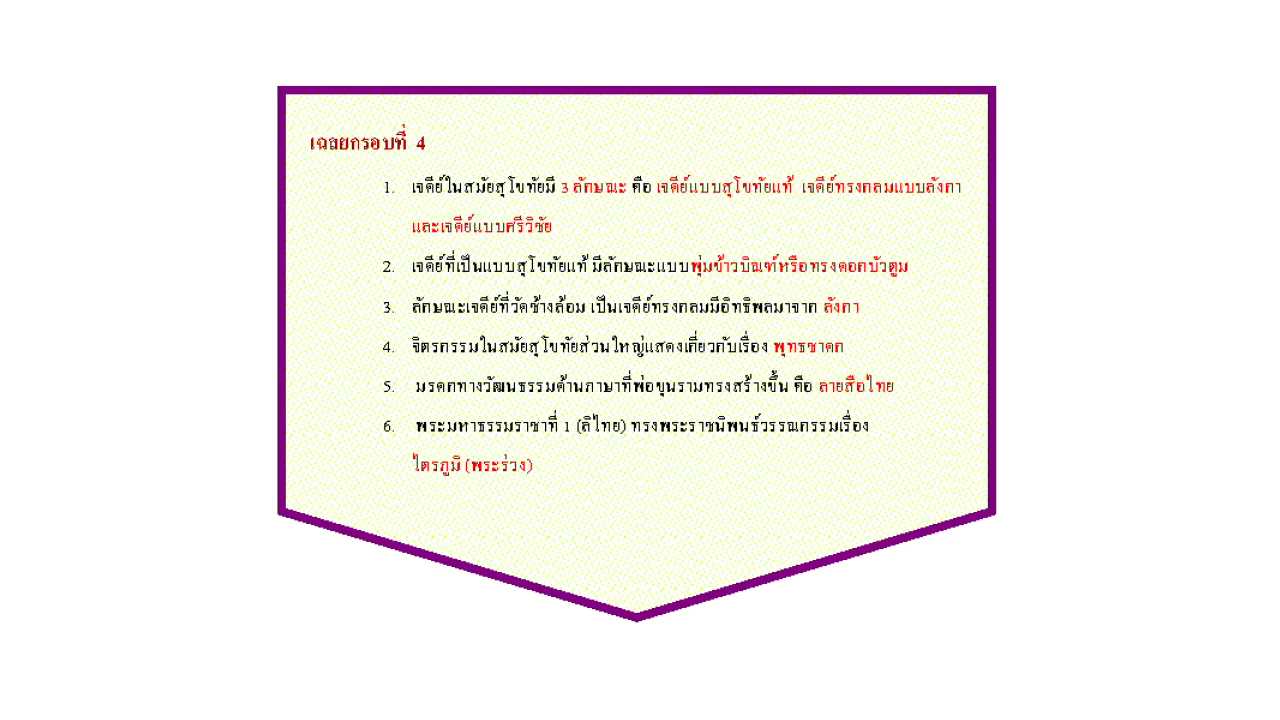 เฉลยกรอบที่ 4
1. เจดีย์ในสมัยสุโขทัยมี 3 ลักษณะ คือ เจดีย์แบบสุโขทัยแท้ เจดีย์ทรงกลมแบบลังกา
และเจดีย์แบบศรีวิชัย
2. เจดีย์ที่เป็นแบบสุโขทัยแท้ มีลักษณะแบบพุ่มข้าวบิณฑ์หรือทรงดอกบัวตูม
3. ลักษณะเจดีย์ที่วัดช้างล้อม เป็นเจดีย์ทรงกลมมีอิทธิพลมาจาก ลังกา
4. จิตรกรรมในสมัยสุโขทัยส่วนใหญ่แสดงเกี่ยวกับเรื่อง พุทธชาดก
5. มรดกทางวัฒนธรรมด้านภาษาที่พ่อขุนรามทรงสร้างขึ้น คือ ลายสือไทย
6. พระมหาธรรมราชาที่ 1 (ลิไทย) ทรงพระราชนิพนธ์วรรณกรรมเรื่อง
ไตรภูมิ (พระร่วง)